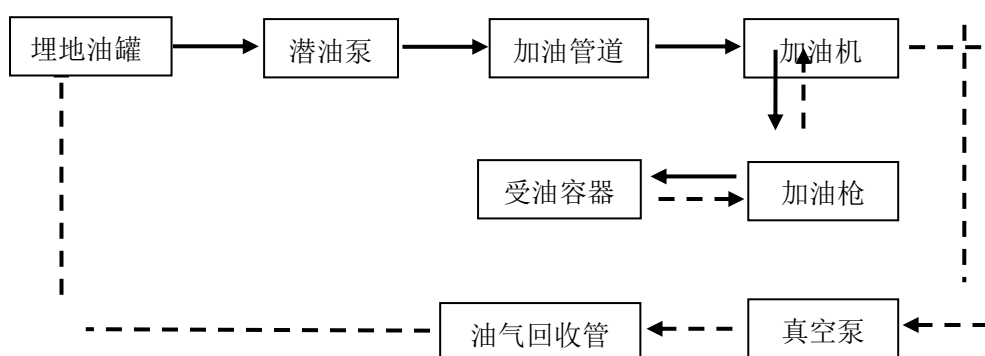 埋地油罐
潜油泵
加油管道
加油机
受油容器
加油枪
油气回收管
真空泵